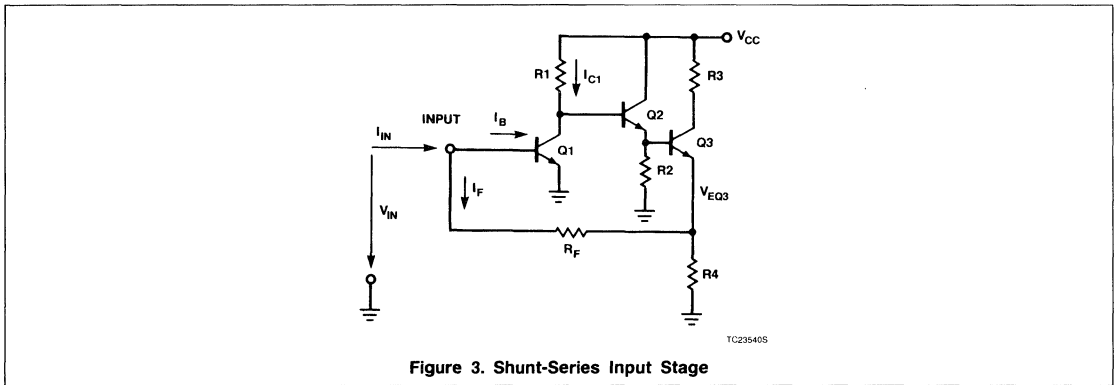 V_CC
R1
I_C1
R3
INPUT
I_B
Q2
I_IN
Q1
Q3
R2
I_F
V_EQ3
V_IN
R_F
R4
TC23540S
Figure 3. Shunt-Series Input Stage